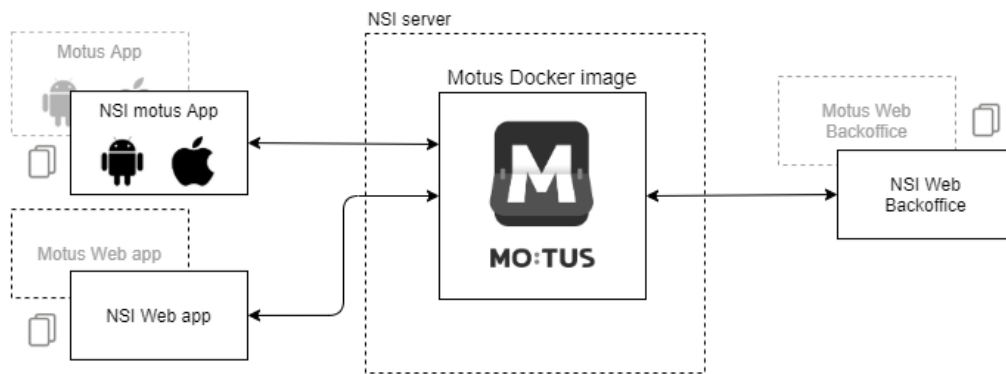 NSI server
Motus App
NSI motus App
Motus Docker image
M
MO:TUS
Motus Web
Backoffice
NSI Web
Backoffice
Motus Web app
NSI Web app